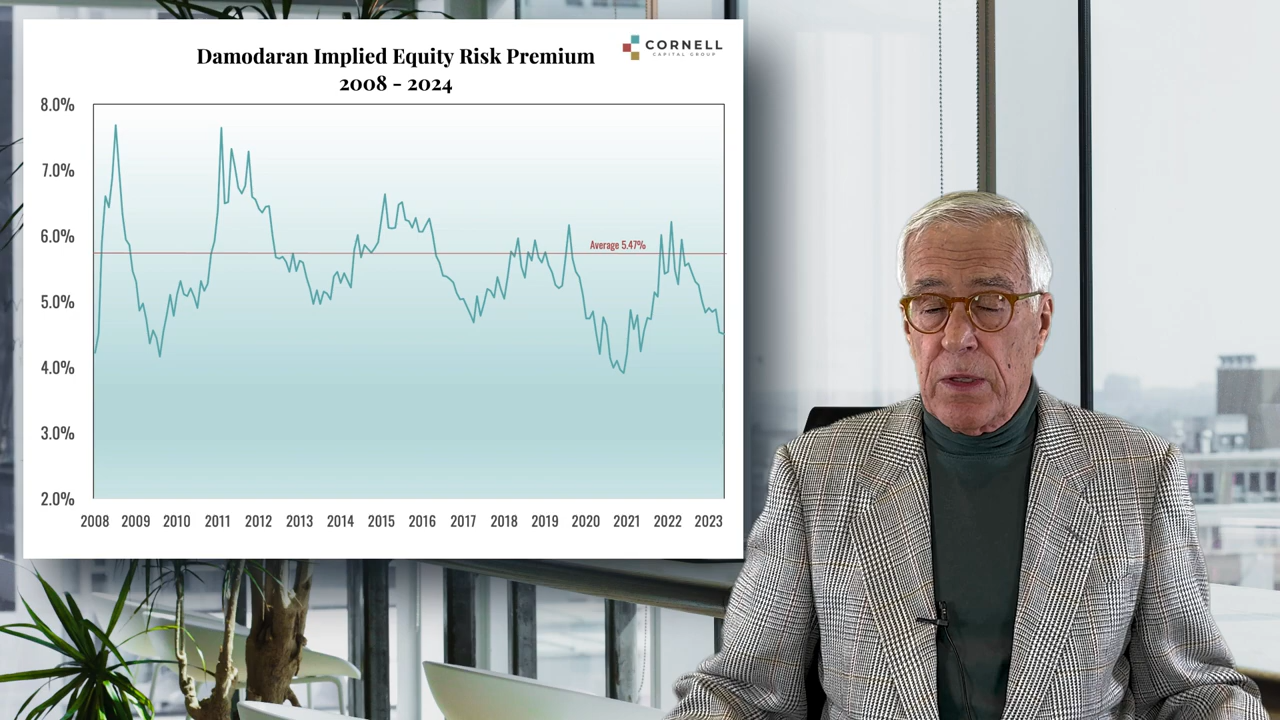 Damodaran Implied Equity Risk Premium
2008 - 2024
CORNELL
CAPITAL GROUP
8.0%
7.0%
6.0%
5.0%
4.0%
3.0%
2.0%
Average 5.47%
2008 2009 2010 2011 2012 2013 2014 2015 2016 2017 2018 2019 2020 2021 2022 2023